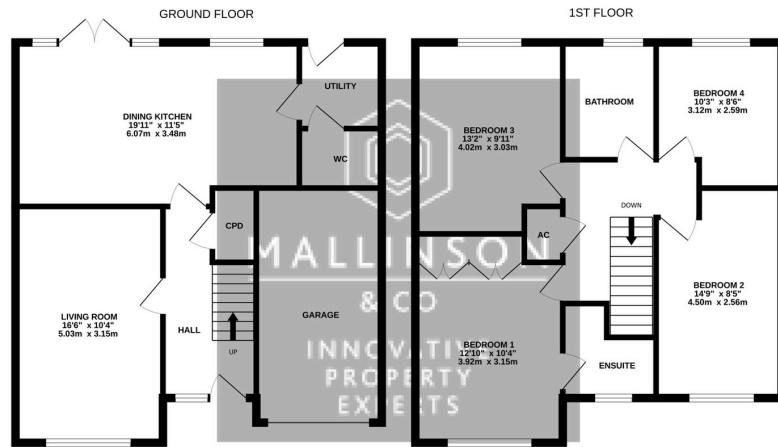 GROUND FLOOR
1ST FLOOR
UTILITY
DINING KITCHEN
19'11" x 11'5"
6.07m x 3.48m
WC
CPD
LIVING ROOM
16'6" x 10'4"
5.03m x 3.15m
HALL
UP
GARAGE
BEDROOM 3
13'2" x 9'11"
4.02m x 3.03m
BATHROOM
BEDROOM 4
10'3" x 8'6"
3.12m x 2.59m
DOWN
AC
BEDROOM 2
14'9" x 8'5"
4.50m x 2.56m
BEDROOM 1
12'10" x 10'4"
3.92m x 3.15m
ENSUITE
MALLINSON
& CO
INNOVATIVE
PROPERTY
EXPERTS